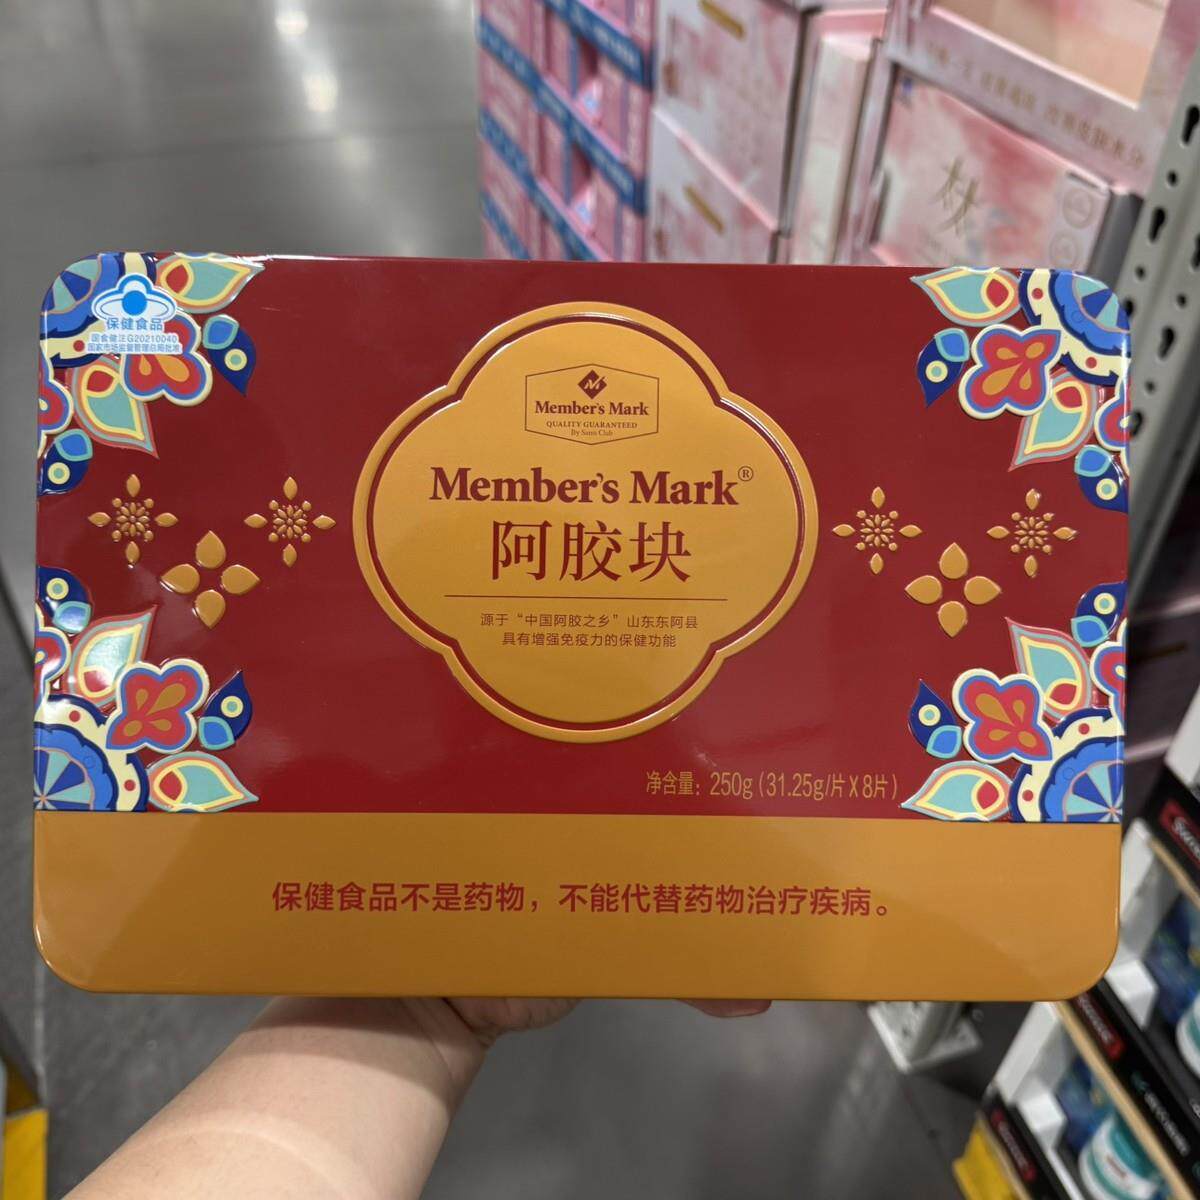 保健食品
国食健注G20210040
国家市场监督管理总局批准
Member's Mark
QUALITY GUARANTEED
By Sam's Club
Member's Mark®
阿胶块
源于“中国阿胶之乡”山东东阿县
具有增强免疫力的保健功能
净含量：250g(31.25g/片X8片)
保健食品不是药物，不能代替药物治疗疾病。